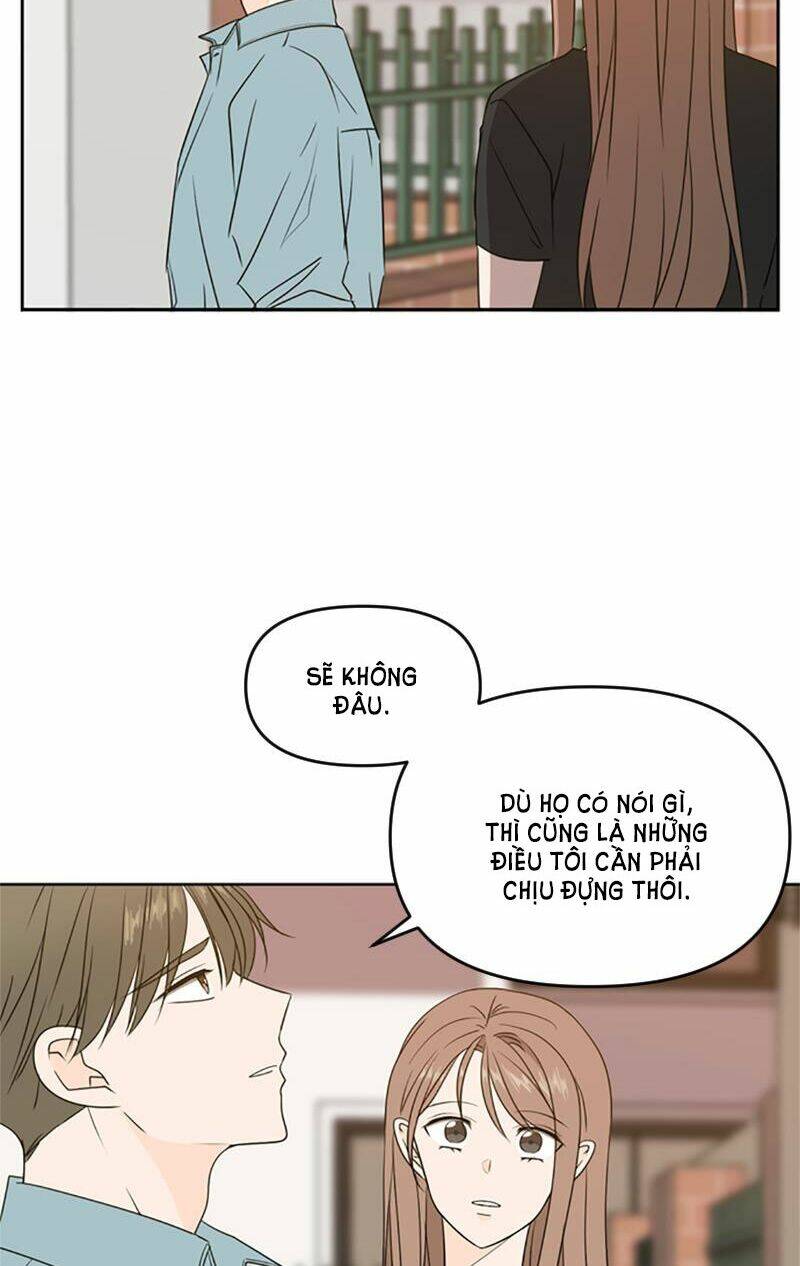 SẼ KHÔNG
ĐÂU.
DÙ HỌ CÓ NÓI GÌ,
THÌ CŨNG LÀ NHỮNG
ĐIỀU TÔI CẦN PHẢI
CHỊU ĐỰNG THÔI.